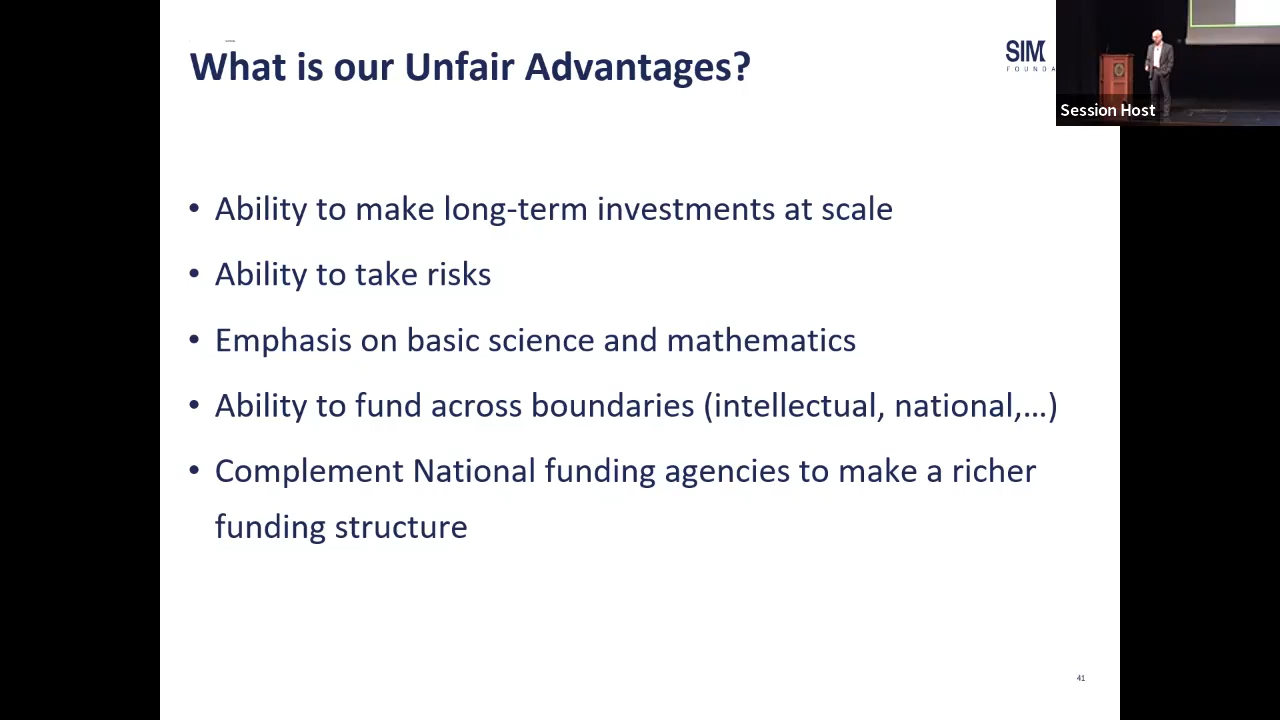 What is our Unfair Advantages?
SIM
FOUNDA
Session Host
• Ability to make long-term investments at scale
• Ability to take risks
• Emphasis on basic science and mathematics
• Ability to fund across boundaries (intellectual, national,…)
• Complement National funding agencies to make a richer
funding structure
41